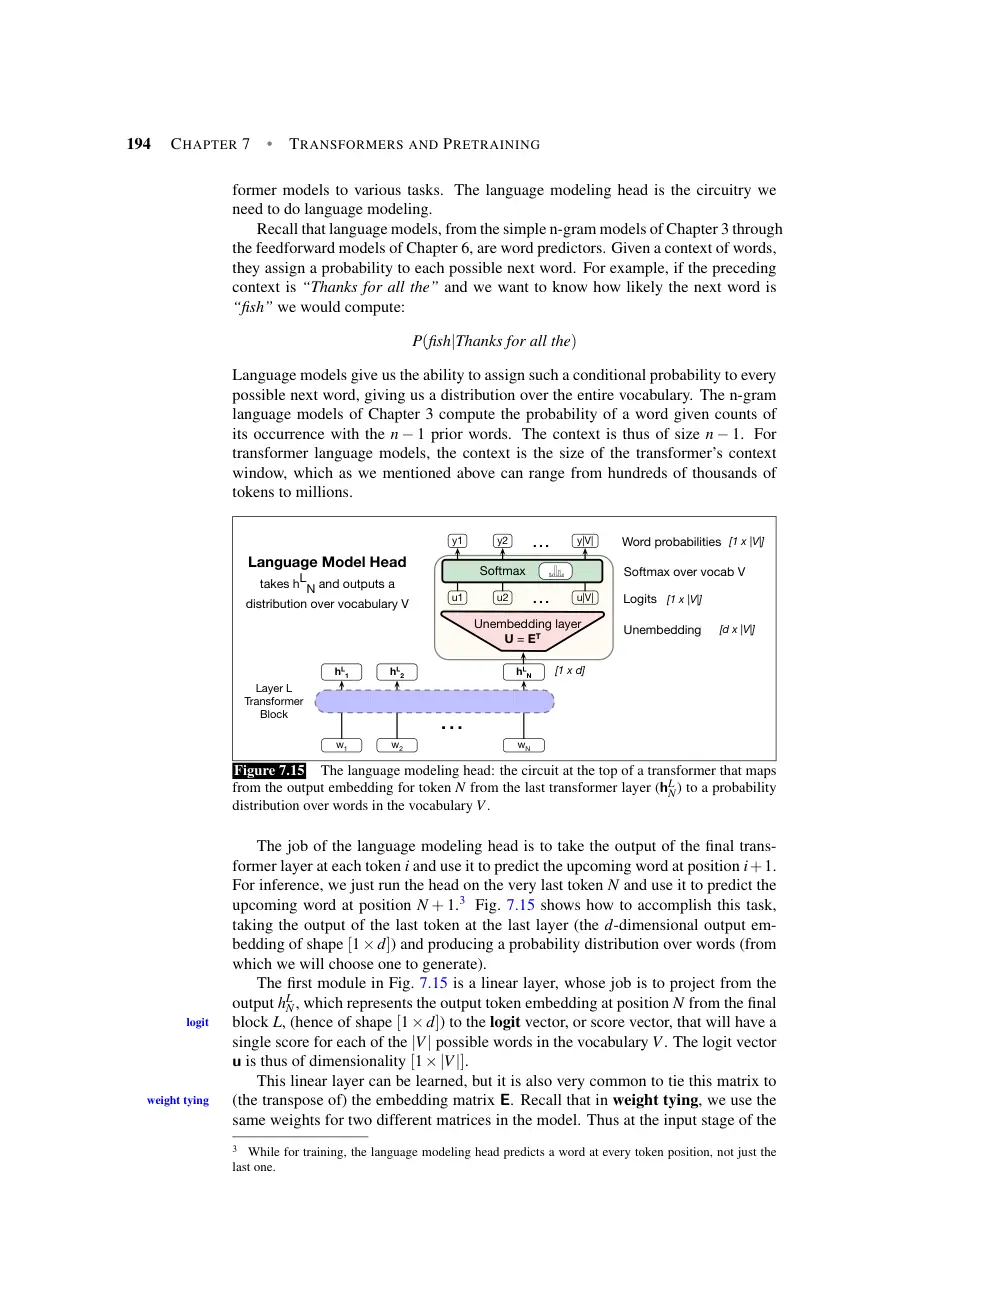 194 CHAPTER 7 • TRANSFORMERS AND PRETRAINING
former models to various tasks. The language modeling head is the circuitry we
need to do language modeling.
Recall that language models, from the simple n-gram models of Chapter 3 through
the feedforward models of Chapter 6, are word predictors. Given a context of words,
they assign a probability to each possible next word. For example, if the preceding
context is “Thanks for all the” and we want to know how likely the next word is
“fish” we would compute:
P(fish|Thanks for all the)
Language models give us the ability to assign such a conditional probability to every
possible next word, giving us a distribution over the entire vocabulary. The n-gram
language models of Chapter 3 compute the probability of a word given counts of
its occurrence with the n − 1 prior words. The context is thus of size n − 1. For
transformer language models, the context is the size of the transformer’s context
window, which as we mentioned above can range from hundreds of thousands of
tokens to millions.
y1 y2 ... y|V| Word probabilities [1 x |V|]
Language Model Head
takes hLN and outputs a
distribution over vocabulary V
Softmax Softmax over vocab V
u1 u2 ... u|V| Logits [1 x |V|]
Unembedding layer
U = ET
Unembedding [d x |V|]
hL1 hL2 hLN [1 x d]
Layer L
Transformer
Block
...
w1 w2 wN
Figure 7.15 The language modeling head: the circuit at the top of a transformer that maps
from the output embedding for token N from the last transformer layer (hLN) to a probability
distribution over words in the vocabulary V.
The job of the language modeling head is to take the output of the final trans-
former layer at each token i and use it to predict the upcoming word at position i+1.
For inference, we just run the head on the very last token N and use it to predict the
upcoming word at position N + 1.3 Fig. 7.15 shows how to accomplish this task,
taking the output of the last token at the last layer (the d-dimensional output em-
bedding of shape [1 × d]) and producing a probability distribution over words (from
which we will choose one to generate).
The first module in Fig. 7.15 is a linear layer, whose job is to project from the
output hLN, which represents the output token embedding at position N from the final
logit block L, (hence of shape [1 × d]) to the logit vector, or score vector, that will have a
single score for each of the |V| possible words in the vocabulary V. The logit vector
u is thus of dimensionality [1 × |V|].
This linear layer can be learned, but it is also very common to tie this matrix to
weight tying (the transpose of) the embedding matrix E. Recall that in weight tying, we use the
same weights for two different matrices in the model. Thus at the input stage of the
3 While for training, the language modeling head predicts a word at every token position, not just the
last one.